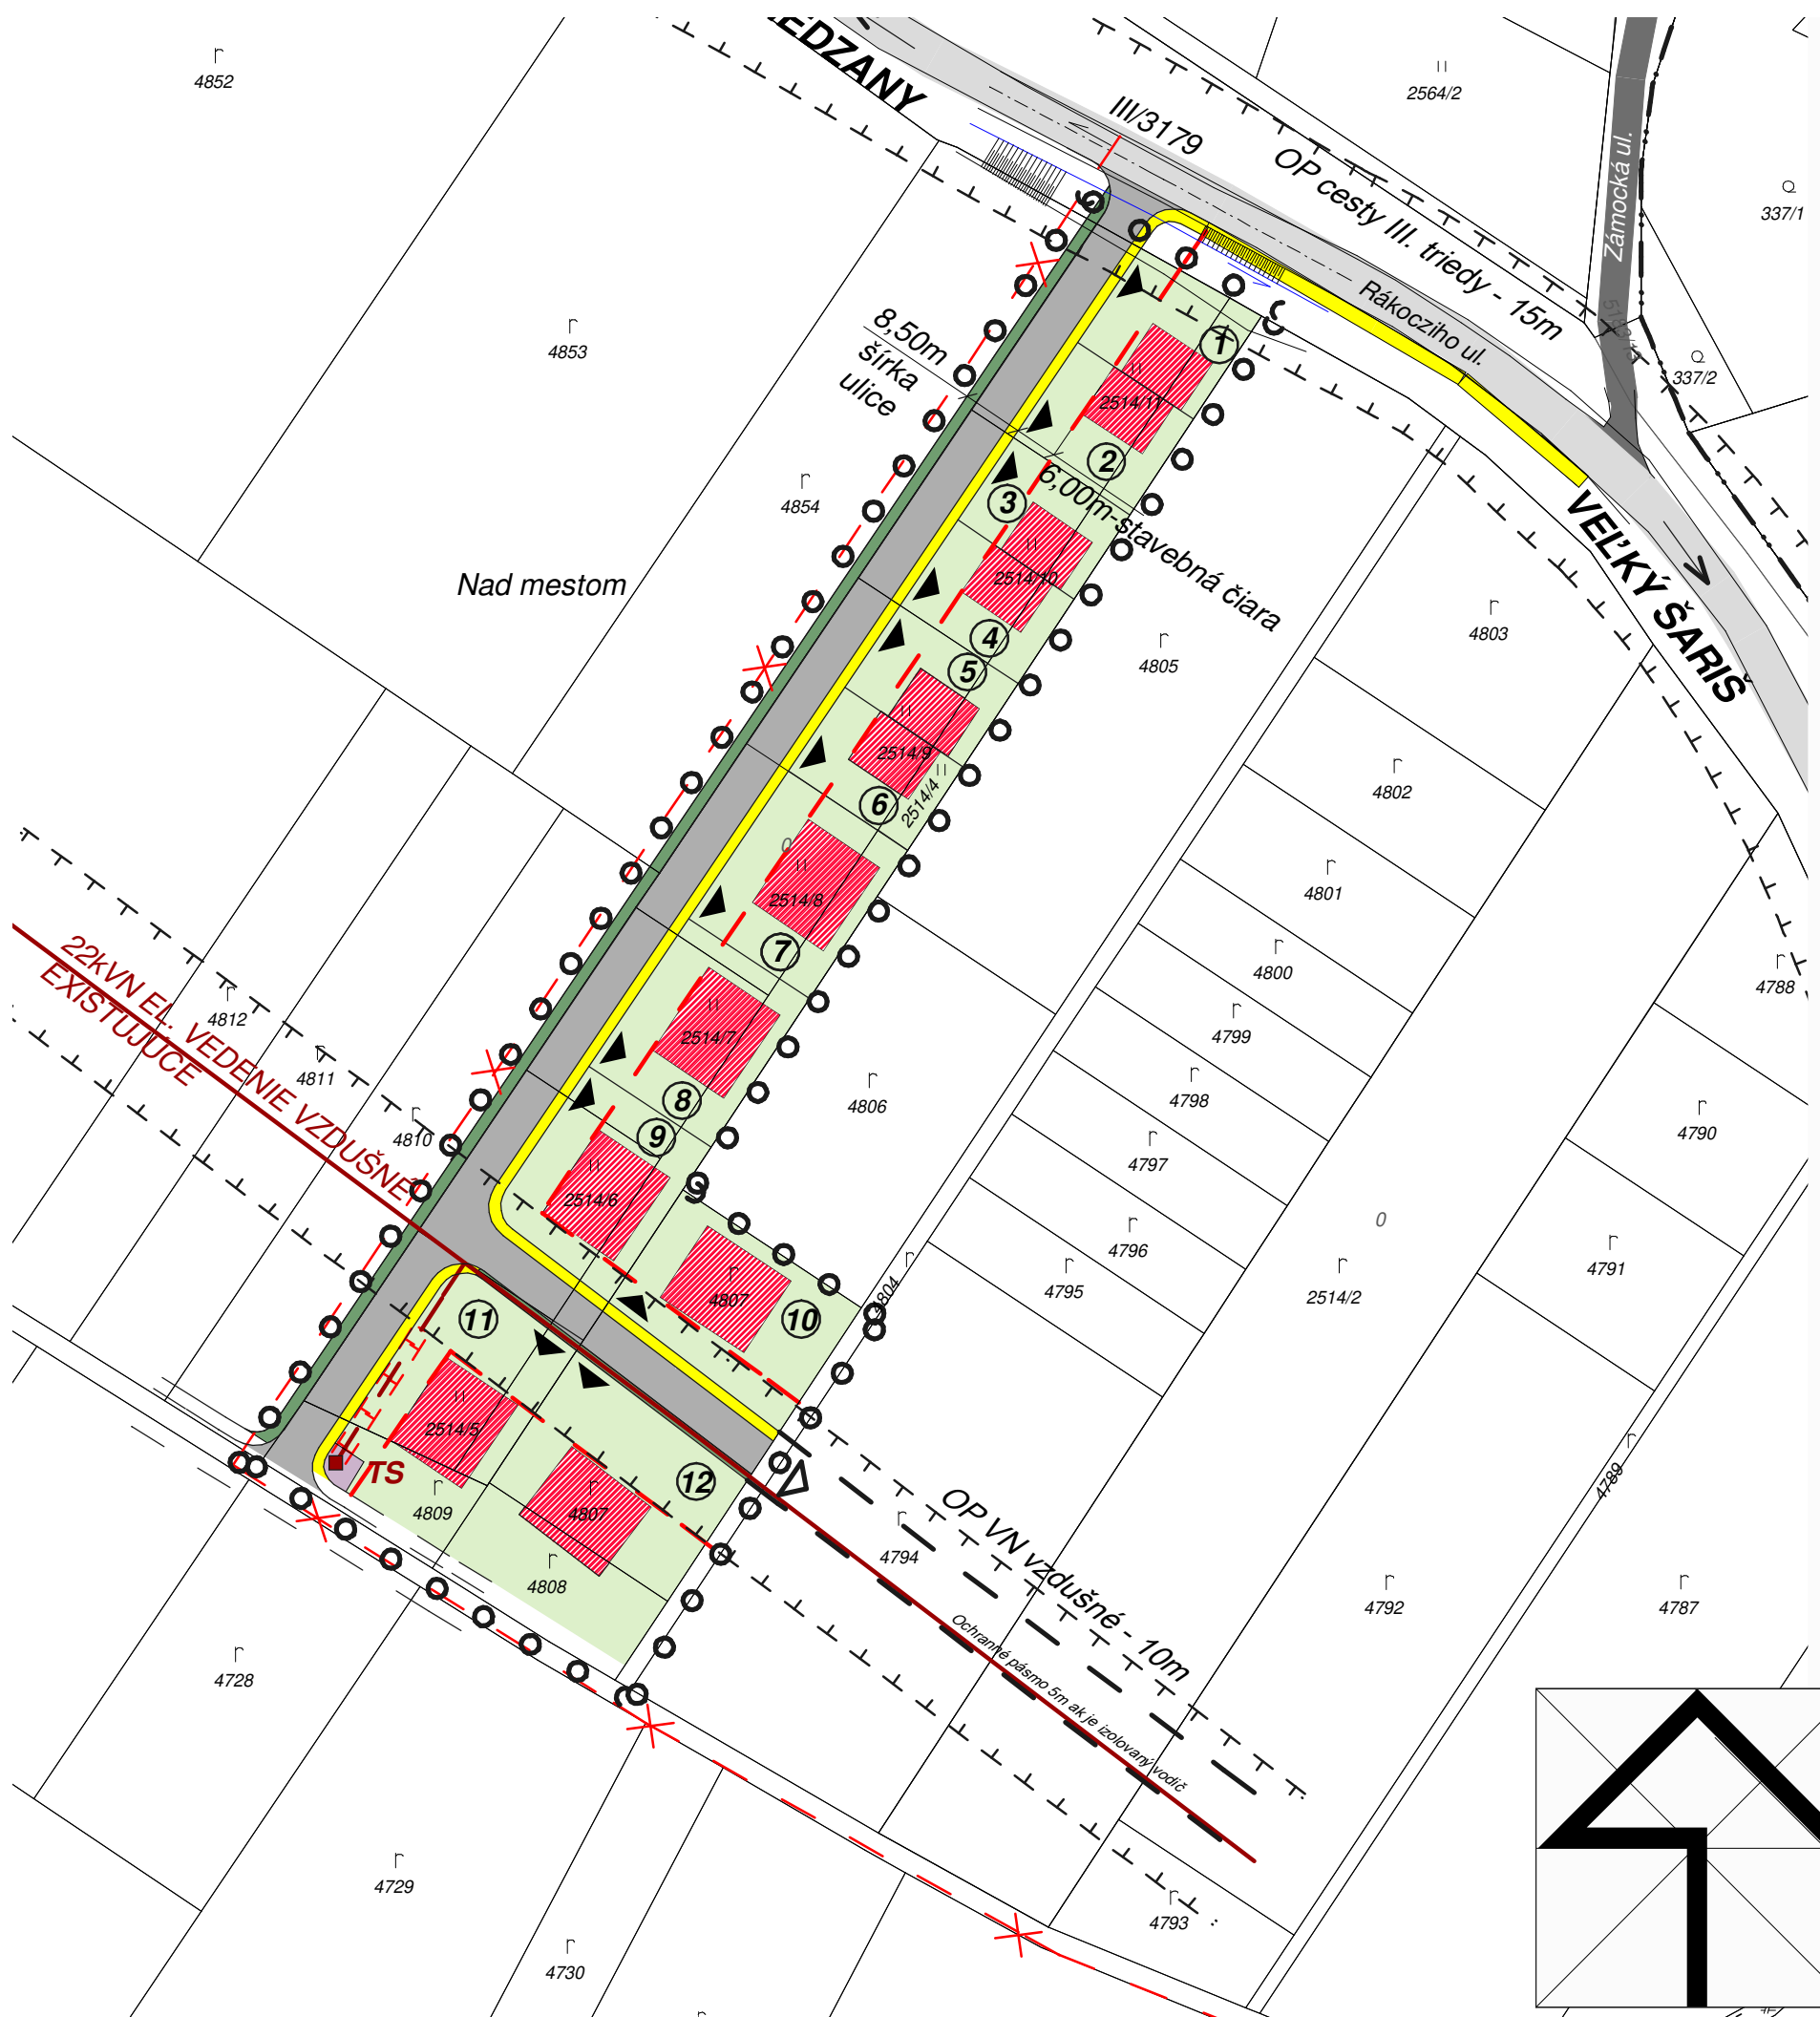 EDZANY
III/3179
OP cesty III. triedy - 15m
Rákocziho ul.
Zámocká ul.
VEĽKÝ ŠARIŠ
r
4852
II
2564/2
337/1
337/2
r
4853
8,50m
šírka
ulice
r
4854
Nad mestom
6,00m-stavebná čiara
1
2514/11
2
3
2514/10
4
5
2514/9
6
2514/4
0
2514/8
7
2514/7
8
9
2514/6
10
4807
11
2514/5
12
TS
r
4809
r
4807
r
4808
r
4805
r
4803
r
4802
r
4801
r
4800
r
4799
r
4798
r
4797
r
4796
r
4795
r
4804
r
4806
0
r
2514/2
r
4788
r
4790
r
4791
r
4789
r
4792
r
4787
r
4794
r
4793
22kVN EL. VEDENIE VZDUŠNÉ
EXISTUJÚCE
r
4812
r
4811
r
4810
OP VN vzdušné - 10m
Ochranné pásmo 5m ak je izolovaný vodič
r
4728
r
4729
r
4730